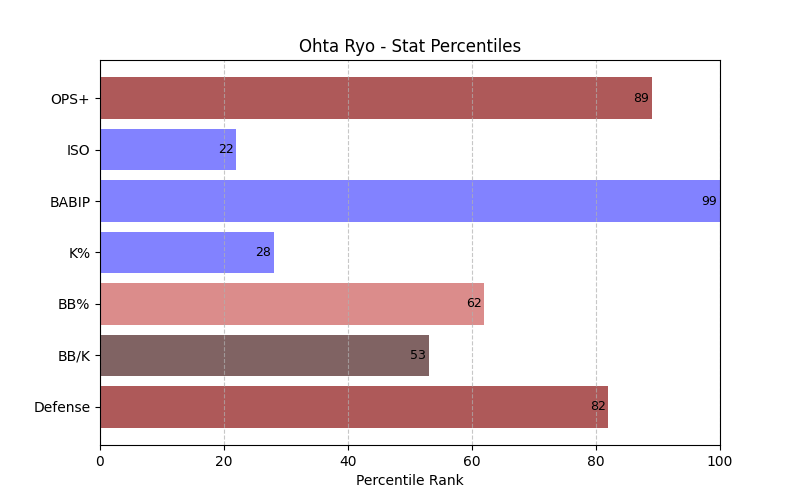 Ohta Ryo - Stat Percentiles
OPS+ 89
ISO 22
BABIP 99
K% 28
BB% 62
BB/K 53
Defense 82
0 20 40 60 80 100
Percentile Rank